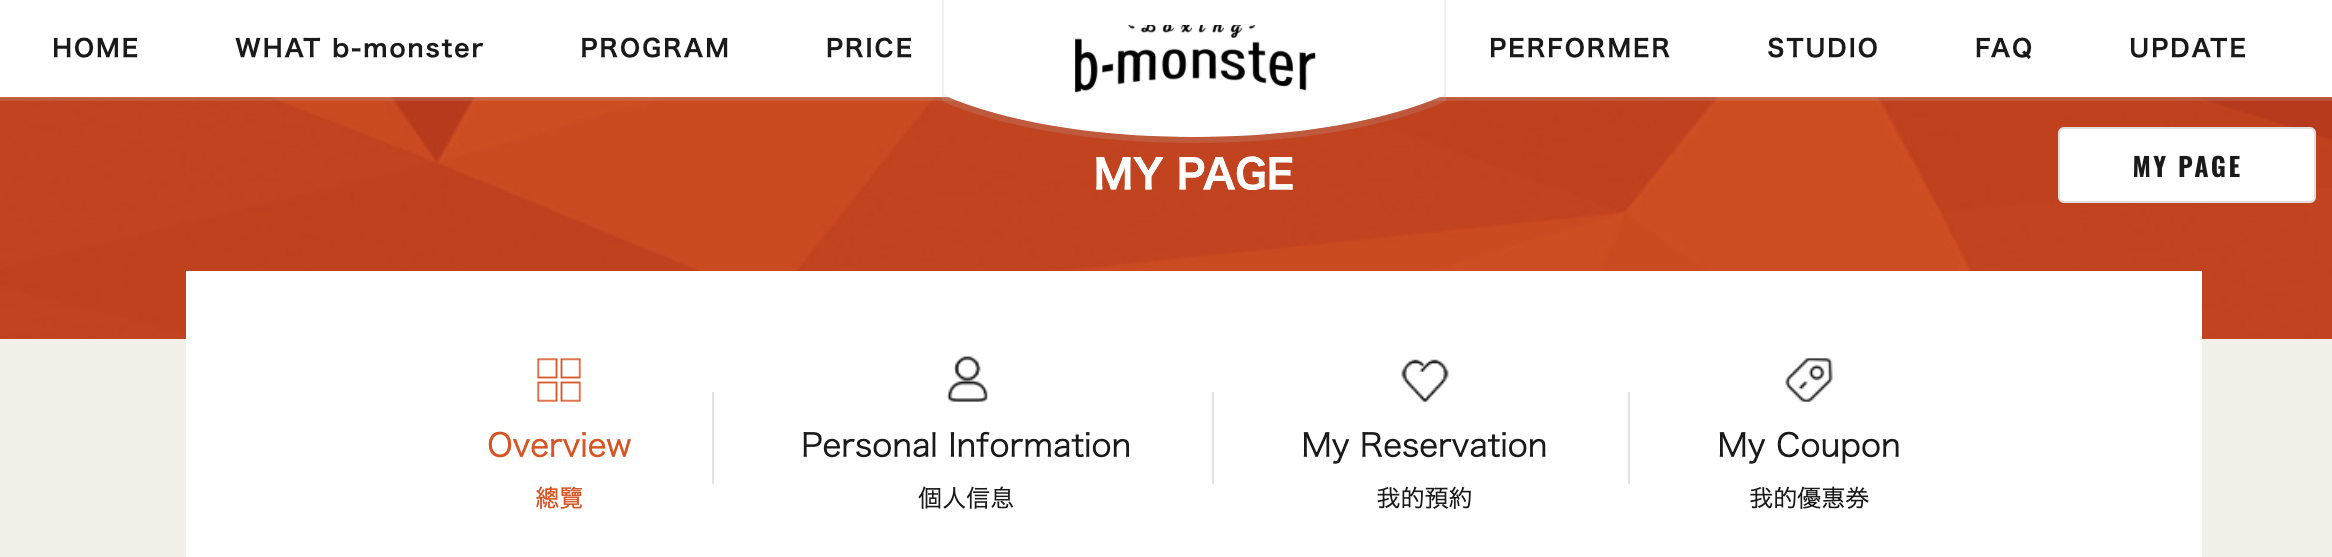 HOME WHAT b-monster PROGRAM PRICE PERFORMER STUDIO FAQ UPDATE
-Boxing-
b-monster
MY PAGE
MY PAGE
Overview Personal Information My Reservation My Coupon
總覽 個人信息 我的預約 我的優惠券